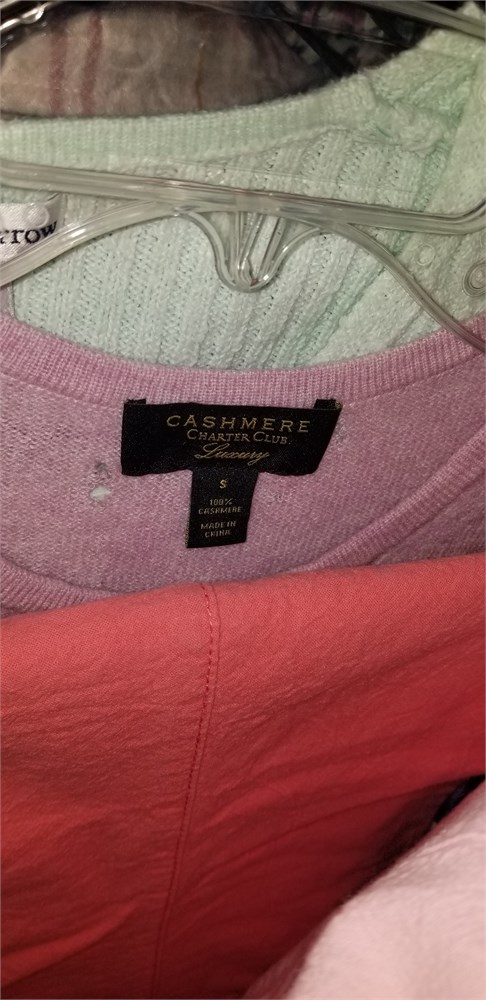 rrow
CASHMERE
CHARTER CLUB
Luxury
S
100%
CASHMERE
MADE IN
CHINA